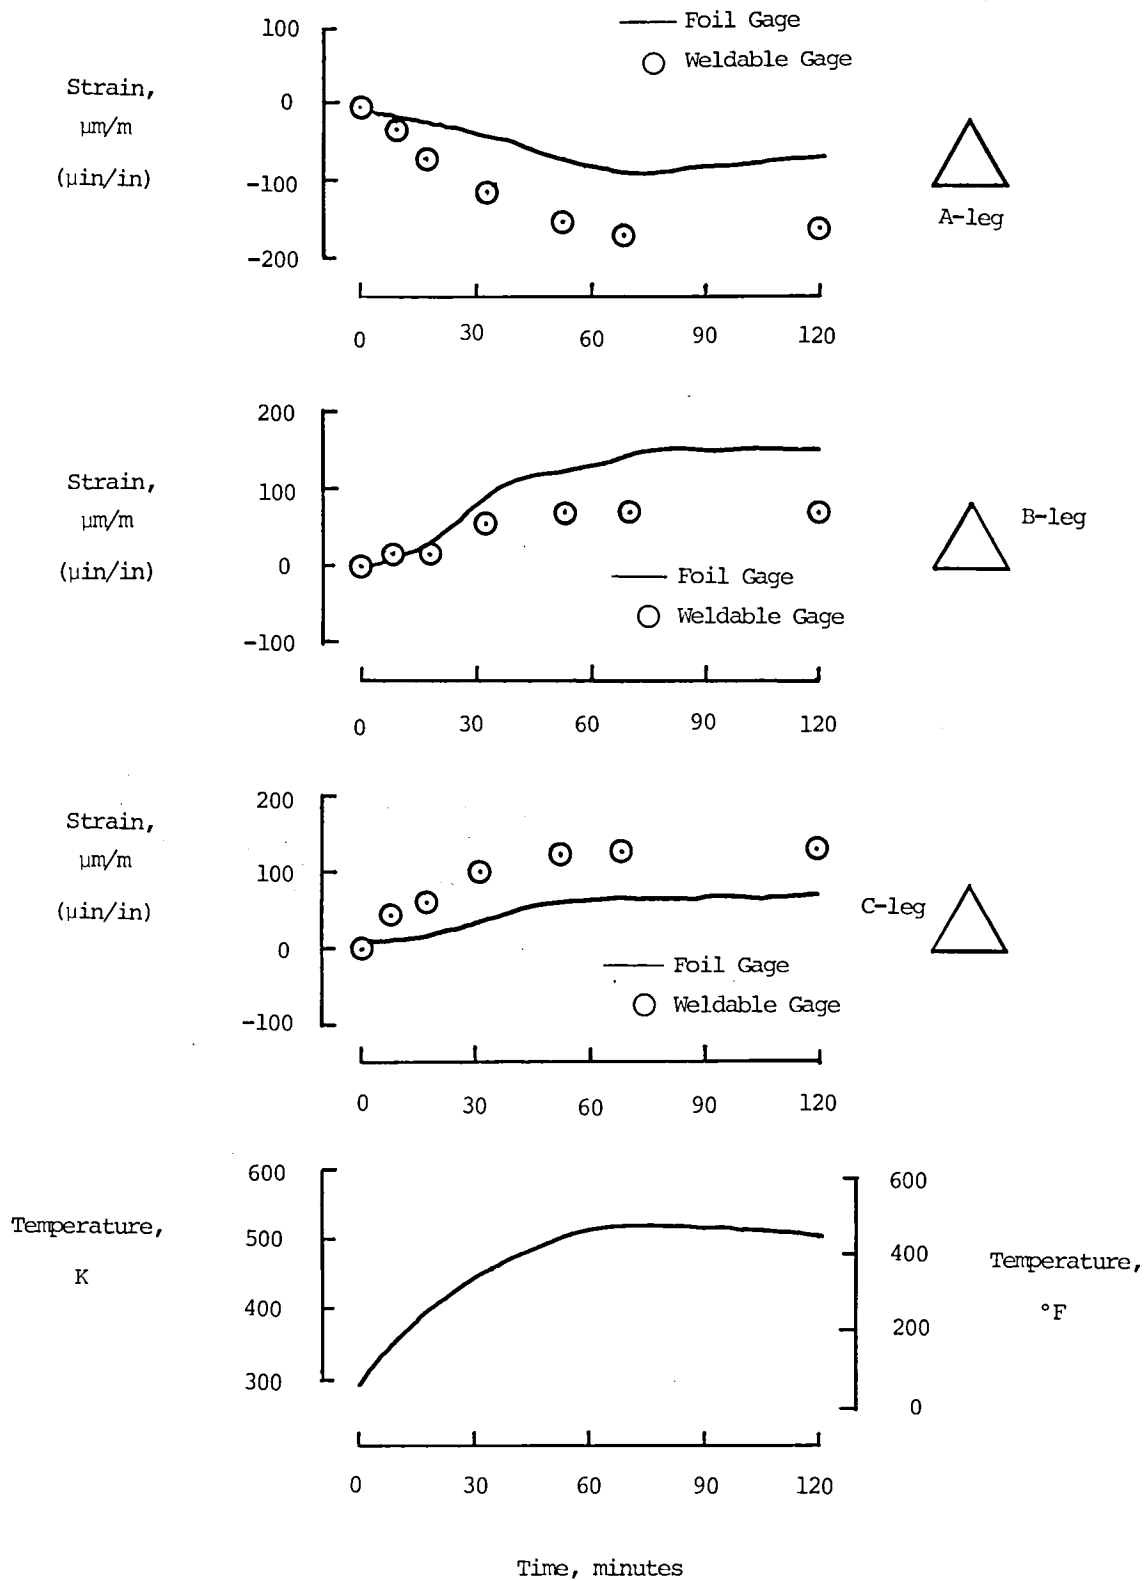 100
Foil Gage
Weldable Gage
Strain,
μm/m
(μin/in)
0
-100
-200
A-leg
0 30 60 90 120
200
Strain,
μm/m
(μin/in)
100
0
-100
B-leg
Foil Gage
Weldable Gage
0 30 60 90 120
200
Strain,
μm/m
(μin/in)
100
0
-100
C-leg
Foil Gage
Weldable Gage
0 30 60 90 120
600
Temperature,
K
500
400
300
600
400
200
0
Temperature,
°F
0 30 60 90 120
Time, minutes